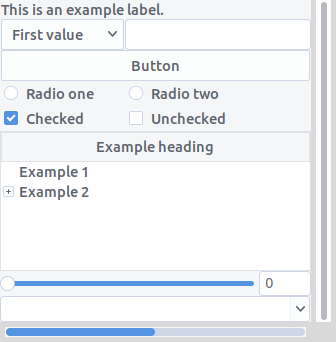 This is an example label.
First value
Button
Radio one Radio two
Checked Unchecked
Example heading
Example 1
Example 2
0